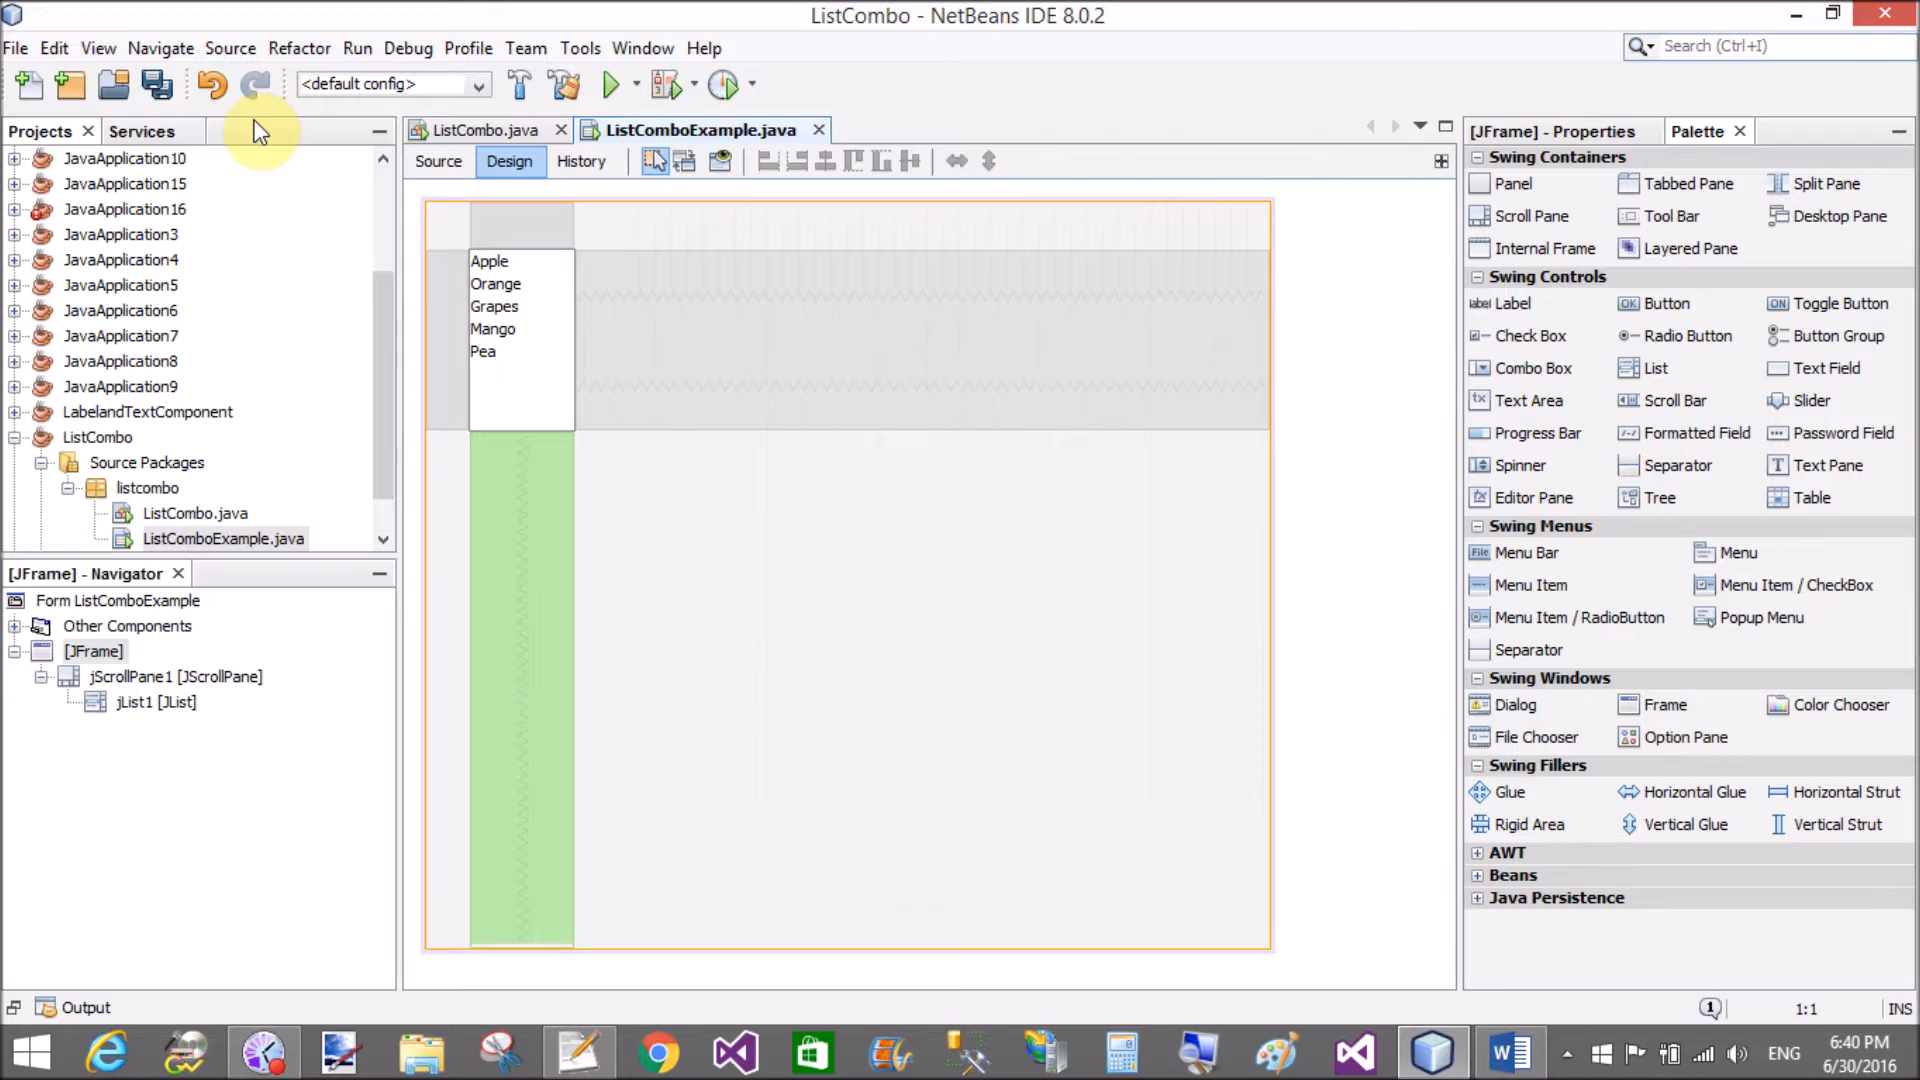 ListCombo - NetBeans IDE 8.0.2
File Edit View Navigate Source Refactor Run Debug Profile Team Tools Window Help
Search (Ctrl+I)
<default config>
Projects Services
ListCombo.java ListComboExample.java
[JFrame] - Properties Palette
Source Design History
JavaApplication10
JavaApplication15
JavaApplication16
JavaApplication3
JavaApplication4
JavaApplication5
JavaApplication6
JavaApplication7
JavaApplication8
JavaApplication9
LabelandTextComponent
ListCombo
Source Packages
listcombo
ListCombo.java
ListComboExample.java
[JFrame] - Navigator
Form ListComboExample
Other Components
[JFrame]
jScrollPane1 [JScrollPane]
jList1 [JList]
Apple
Orange
Grapes
Mango
Pea
Swing Containers
Panel Tabbed Pane Split Pane
Scroll Pane Tool Bar Desktop Pane
Internal Frame Layered Pane
Swing Controls
label Label OK Button ON Toggle Button
Check Box Radio Button Button Group
Combo Box List Text Field
Text Area Scroll Bar Slider
Progress Bar Formatted Field Password Field
Spinner Separator Text Pane
Editor Pane Tree Table
Swing Menus
File Menu Bar Menu
Menu Item Menu Item / CheckBox
Menu Item / RadioButton Popup Menu
Separator
Swing Windows
Dialog Frame Color Chooser
File Chooser Option Pane
Swing Fillers
Glue Horizontal Glue Horizontal Strut
Rigid Area Vertical Glue Vertical Strut
AWT
Beans
Java Persistence
Output
1 1:1 INS
ENG
6:40 PM
6/30/2016